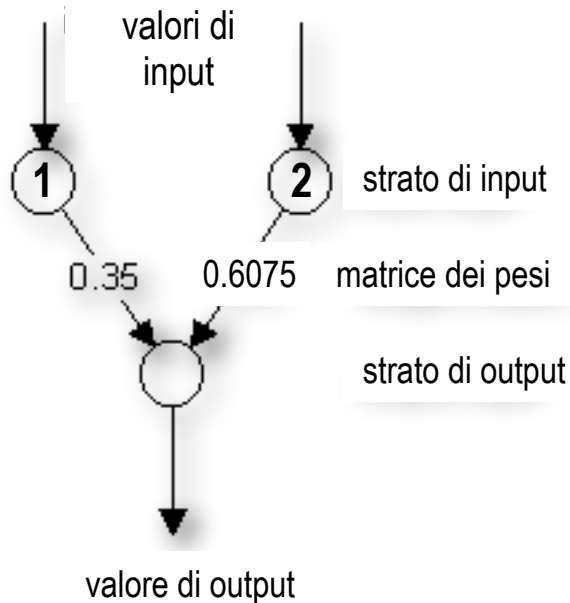 valori di
input
1
2
strato di input
0.35
0.6075
matrice dei pesi
strato di output
valore di output